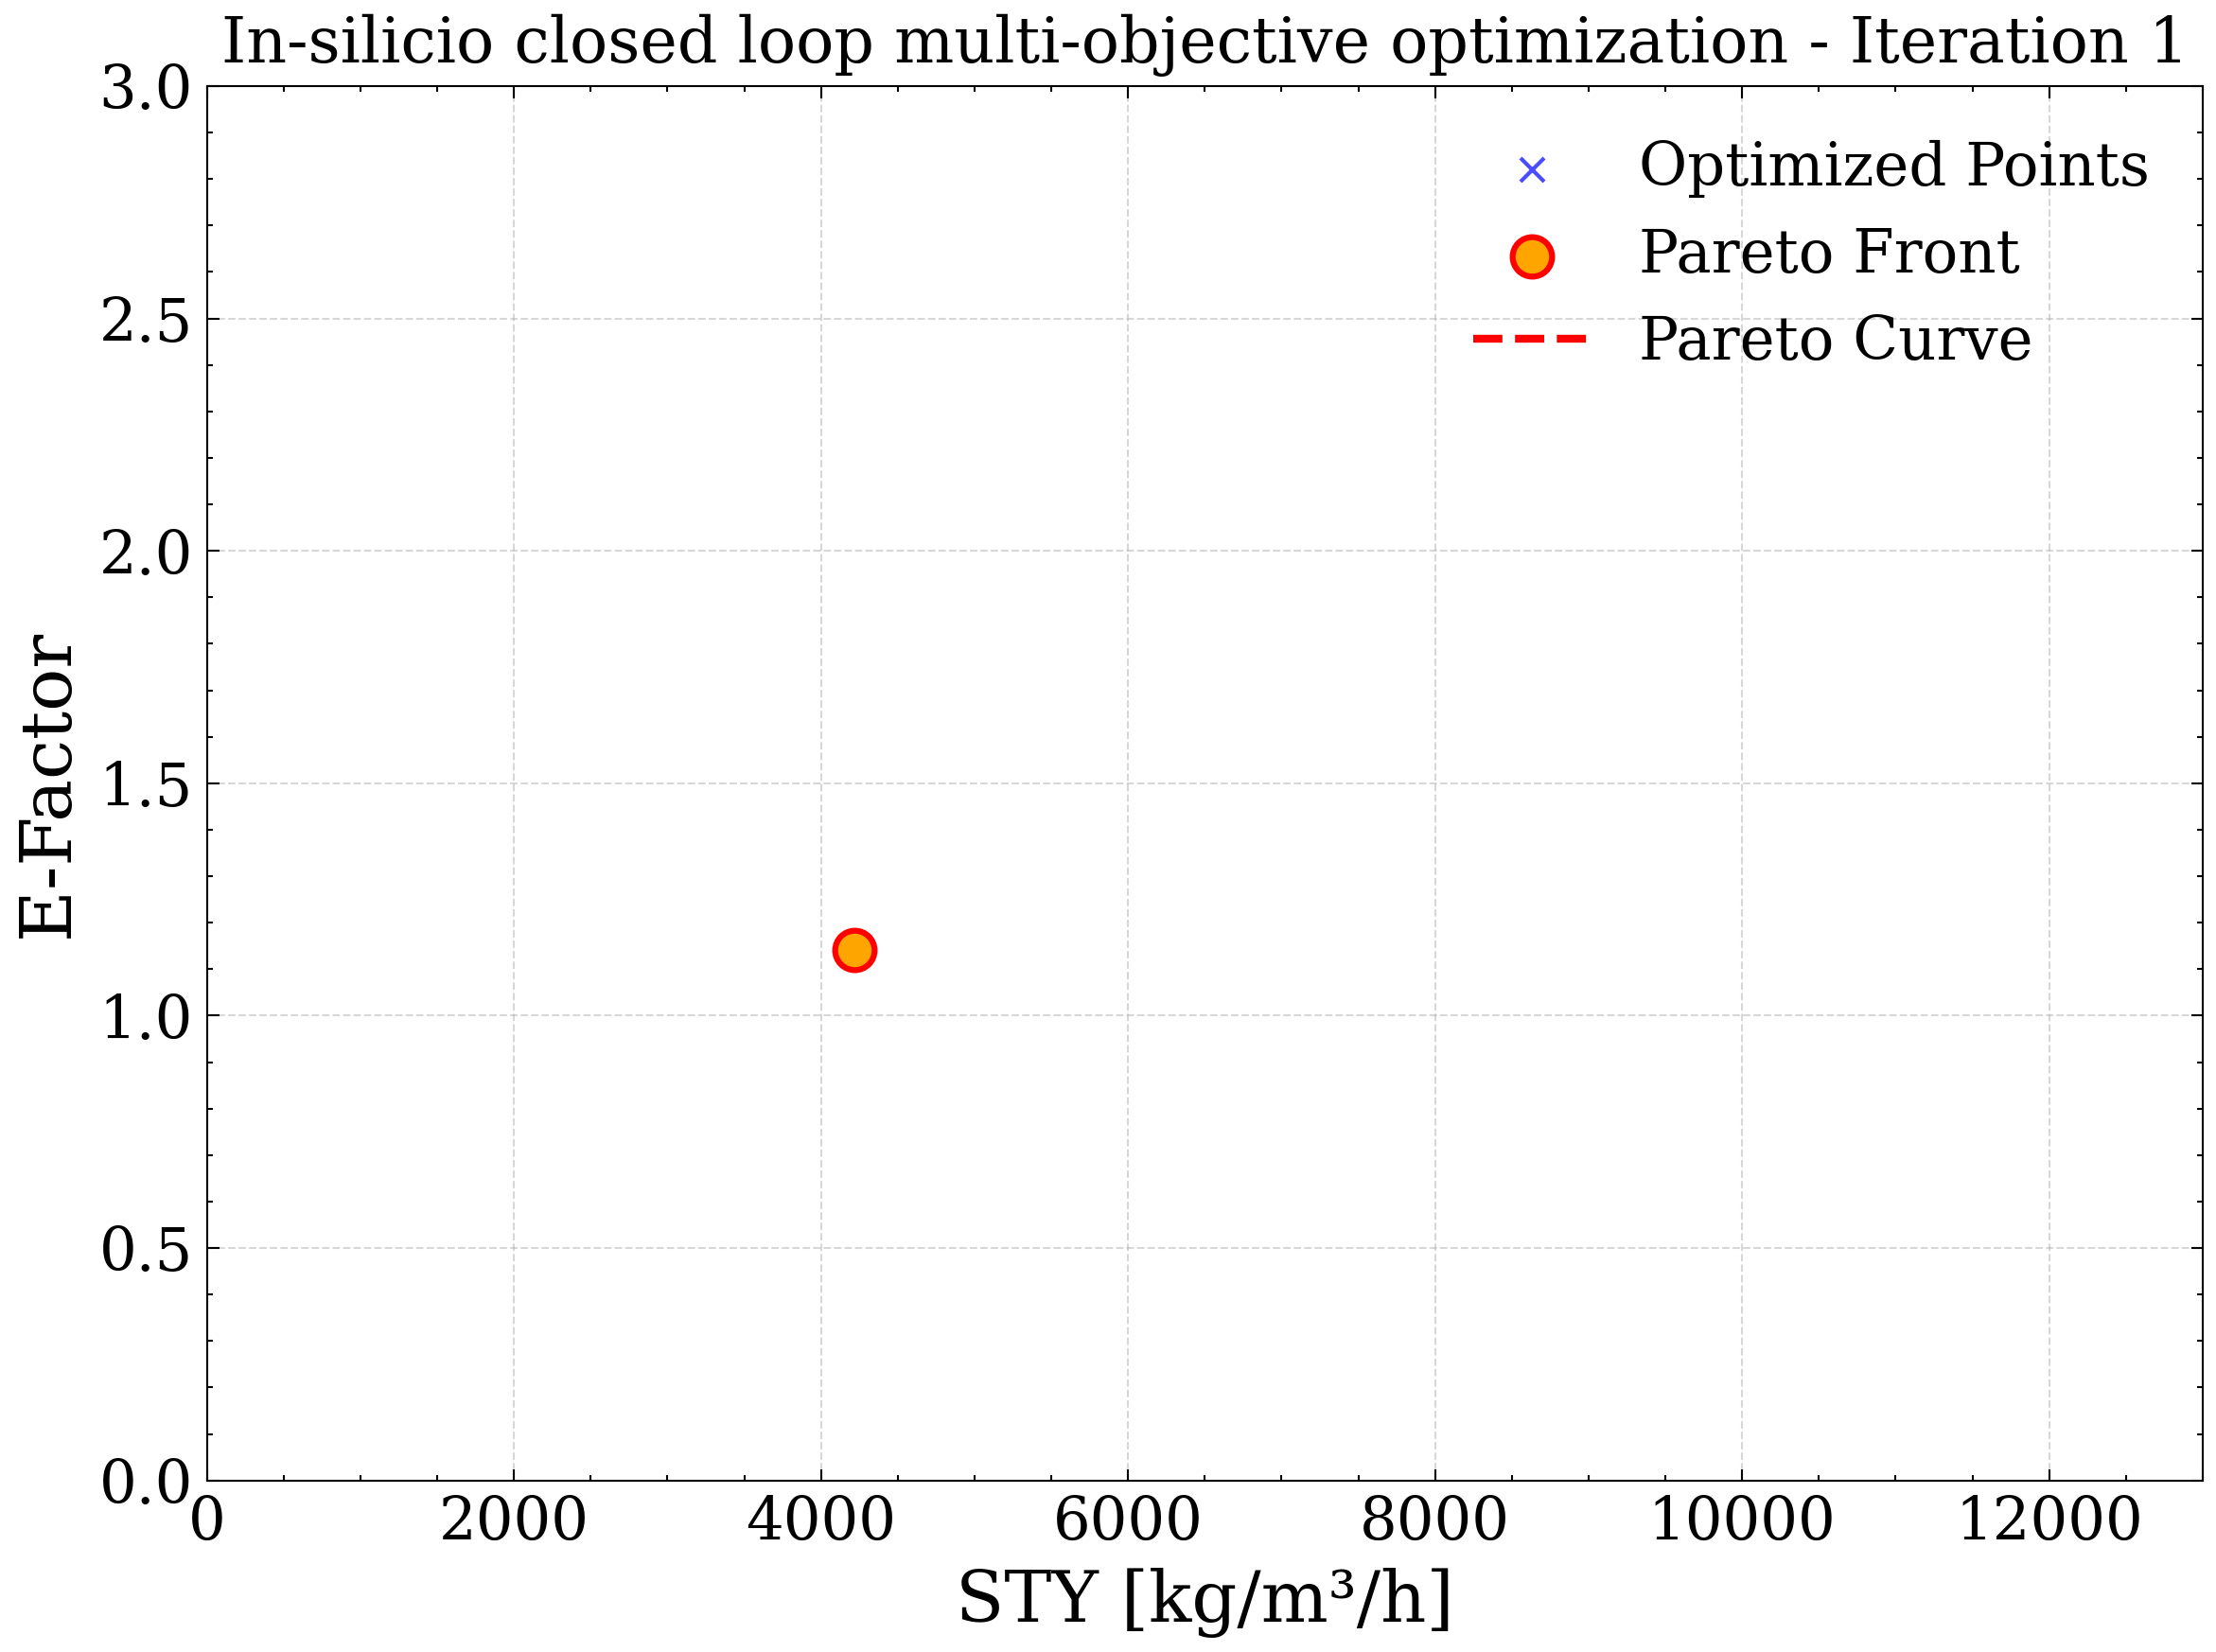 In-silicio closed loop multi-objective optimization - Iteration 1
3.0
2.5
2.0
1.5
1.0
0.5
0.0
E-Factor
Optimized Points
Pareto Front
Pareto Curve
0 2000 4000 6000 8000 10000 12000
STY [kg/m³/h]